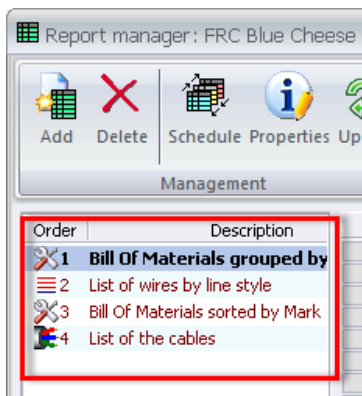 Report manager: FRC Blue Cheese
Add Delete Schedule Properties Up
Management
Order Description
1 Bill Of Materials grouped by
2 List of wires by line style
3 Bill Of Materials sorted by Mark
4 List of the cables